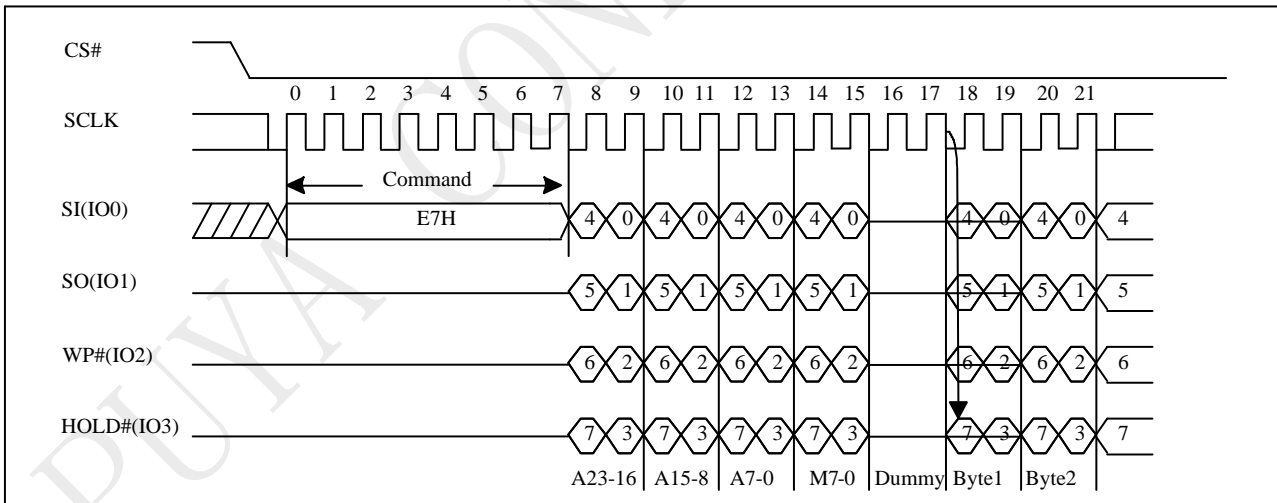 PUYA CON
CS#
0 1 2 3 4 5 6 7 8 9 10 11 12 13 14 15 16 17 18 19 20 21
SCLK
Command
SI(IO0) E7H 4 0 4 0 4 0 4 0 4 0 4 0 4
SO(IO1) 5 1 5 1 5 1 5 1 5 1 5 1 5
WP#(IO2) 6 2 6 2 6 2 6 2 6 2 6 2 6
HOLD#(IO3) 7 3 7 3 7 3 7 3 7 3 7 3 7
A23-16 A15-8 A7-0 M7-0 Dummy Byte1 Byte2